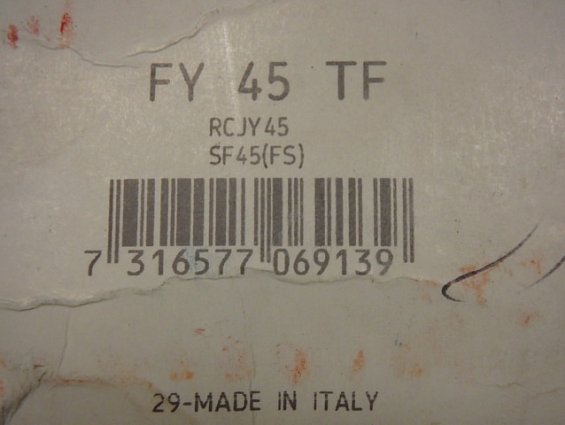 FY 45 TF
RCJY45
SF45(FS)
7 316577 069139
29-MADE IN ITALY